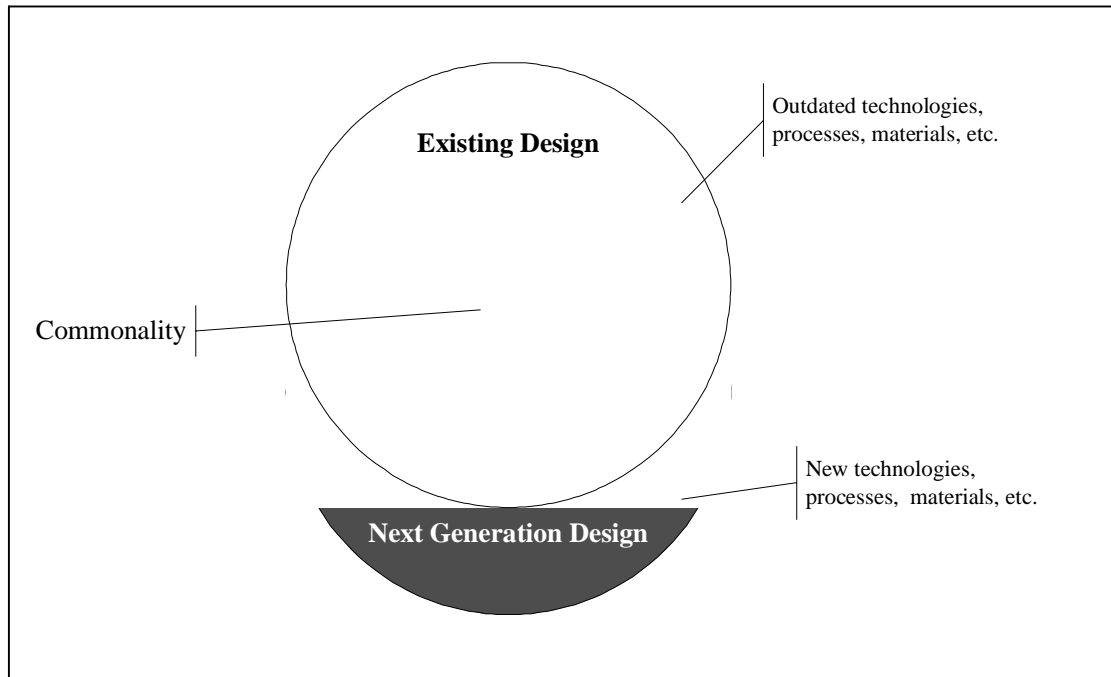 Existing Design
Outdated technologies,
processes, materials, etc.
Commonality
New technologies,
processes, materials, etc.
Next Generation Design